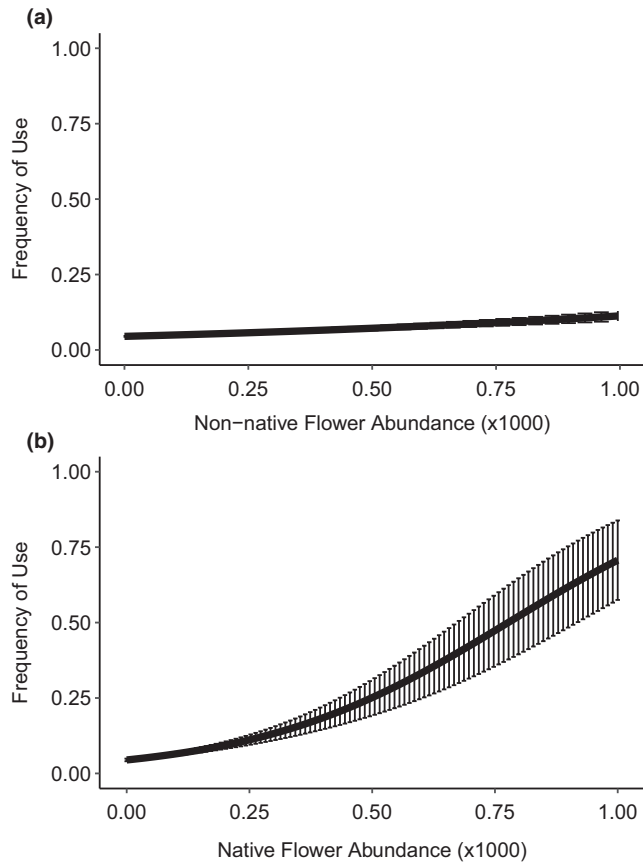 (a)
1.00
0.75
0.50
0.25
0.00
Frequency of Use
0.00 0.25 0.50 0.75 1.00
Non−native Flower Abundance (x1000)
(b)
1.00
0.75
0.50
0.25
0.00
Frequency of Use
0.00 0.25 0.50 0.75 1.00
Native Flower Abundance (x1000)